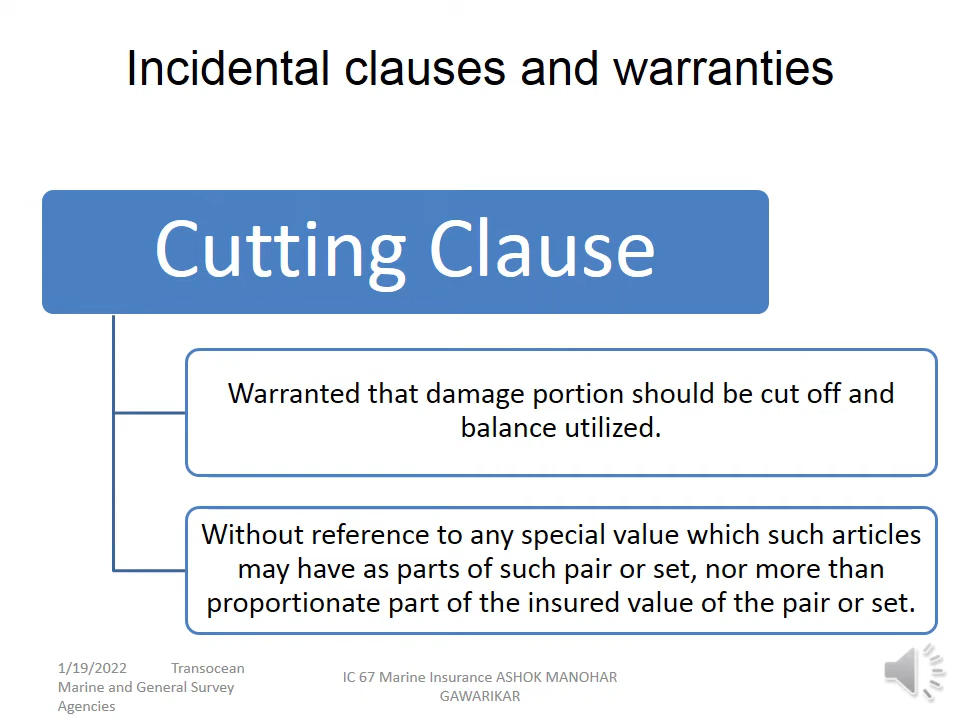 Incidental clauses and warranties
Cutting Clause
Warranted that damage portion should be cut off and
balance utilized.
Without reference to any special value which such articles
may have as parts of such pair or set, nor more than
proportionate part of the insured value of the pair or set.
1/19/2022 Transocean
Marine and General Survey
Agencies
IC 67 Marine Insurance ASHOK MANOHAR
GAWARIKAR